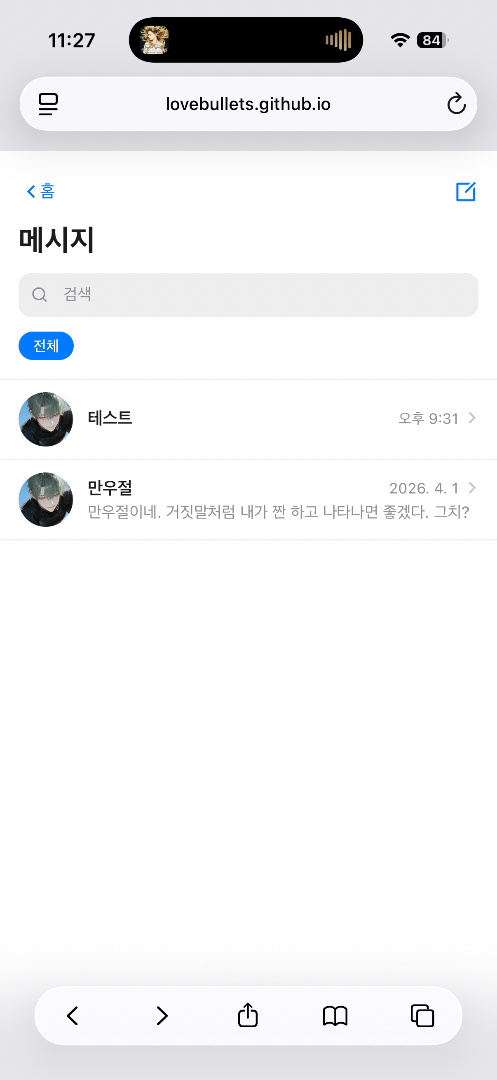 11:27
84
lovebullets.github.io
홈
메시지
검색
전체
테스트
오후 9:31
만우절
2026. 4. 1
만우절이네. 거짓말처럼 내가 짠 하고 나타나면 좋겠다. 그치?